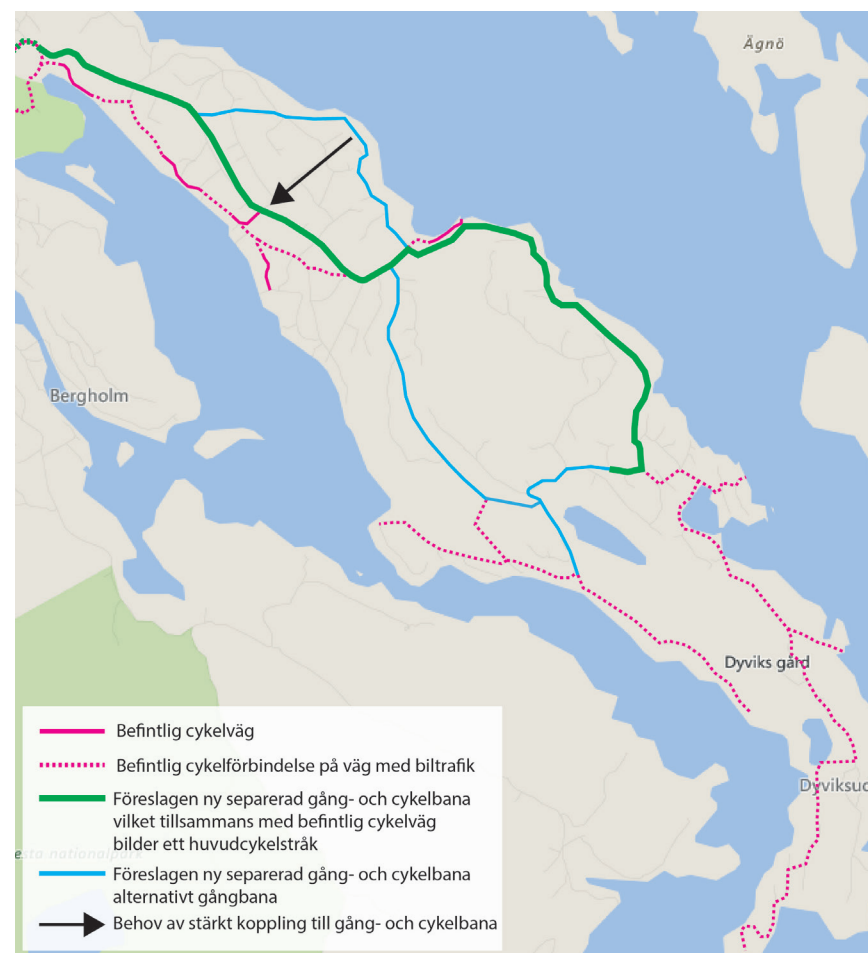 Ägnö
Bergholm
Dyviks gård
Dyviksud
Befintlig cykelväg
Befintlig cykelförbindelse på väg med biltrafik
Föreslagen ny separerad gång- och cykelbana
vilket tillsammans med befintlig cykelväg
bilder ett huvudcykelstråk
esta nationalpark
Föreslagen ny separerad gång- och cykelbana
alternativt gångbana
Behov av stärkt koppling till gång- och cykelbana